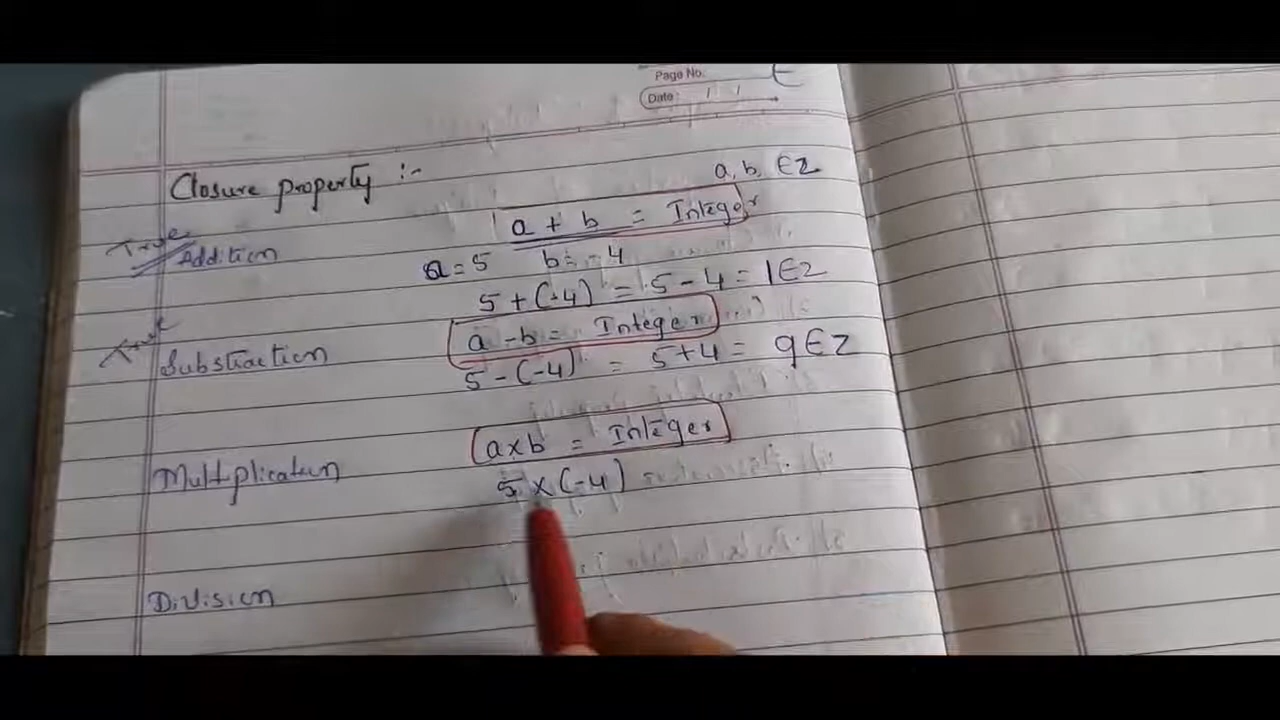 Page No.
Date: / /
Closure property :-
a, b, ∈ Z
a + b = Integer
True
Addition
a = 5 b = -4
5 + (-4) = 5 - 4 = 1 ∈ Z
a - b = Integer
True
Substraction
5 - (-4) = 5 + 4 = 9 ∈ Z
a x b = Integer
Multiplication
5 x (-4)
Division